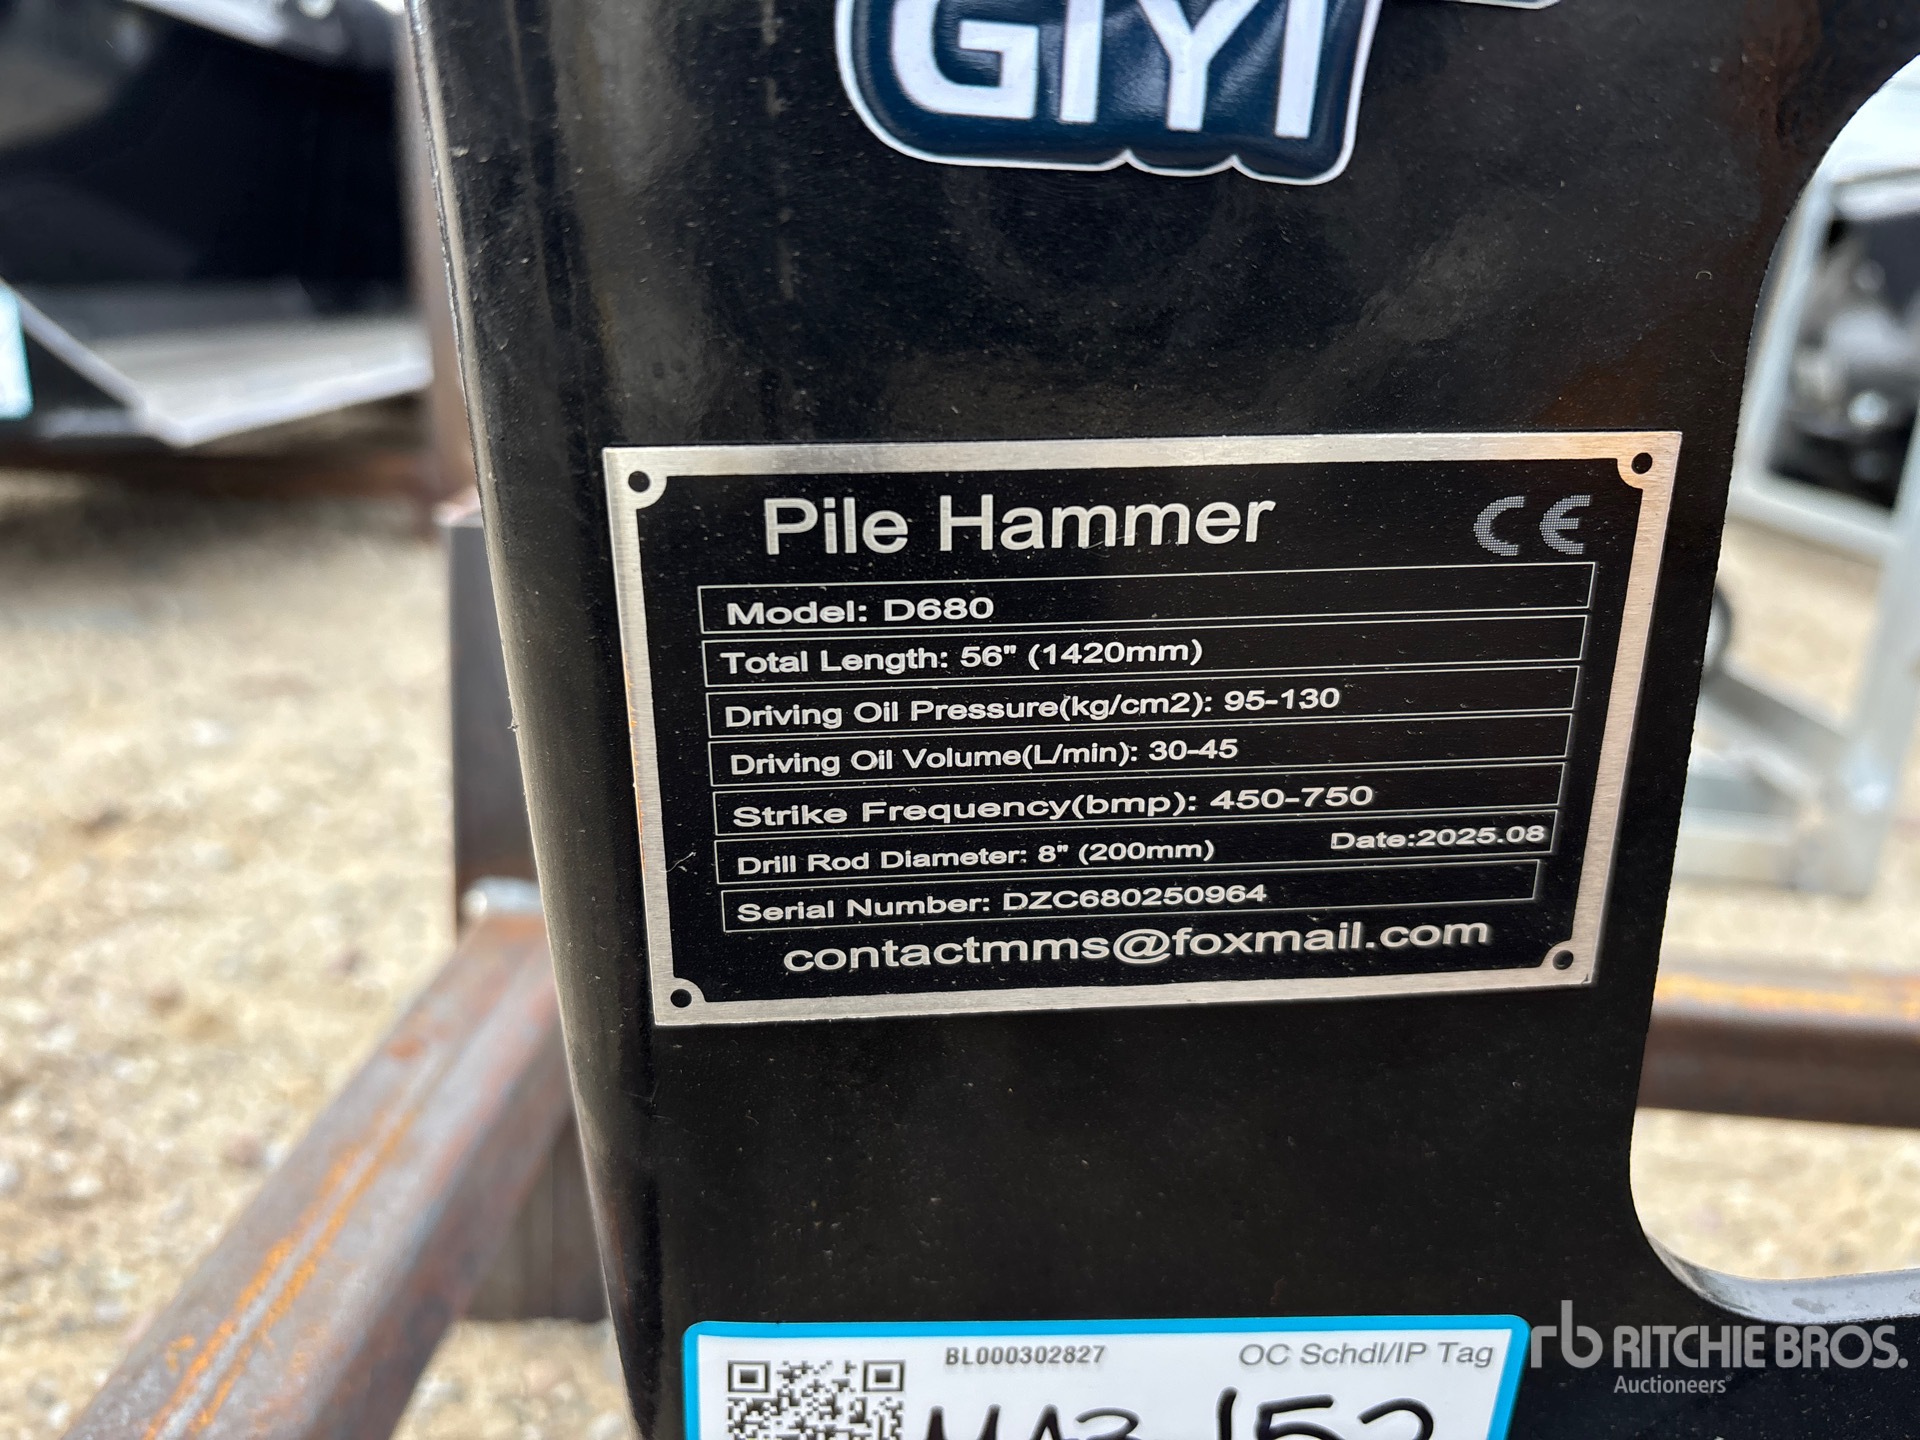 GIYI
Pile Hammer CE
Model: D680
Total Length: 56" (1420mm)
Driving Oil Pressure(kg/cm2): 95-130
Driving Oil Volume(L/min): 30-45
Strike Frequency(bmp): 450-750
Drill Rod Diameter: 8" (200mm) Date:2025.08
Serial Number: DZC680250964
contactmms@foxmail.com
BL000302827 OC Schdl/IP Tag
rb RITCHIE BROS.
Auctioneers